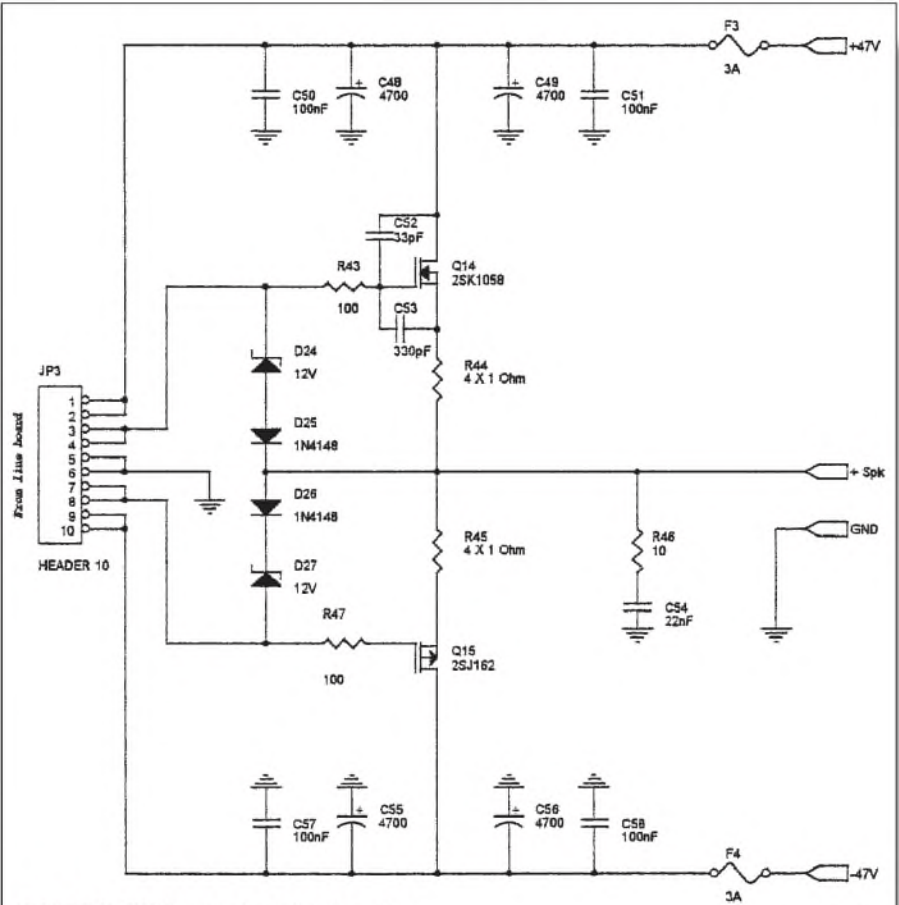 F3
+47V
3A
C50
100nF
C48
4700
C49
4700
C51
100nF
+
+
C52
33pF
R43
100
Q14
2SK1058
C53
330pF
D24
12V
R44
4 X 1 Ohm
JP3
From line board
1
2
3
4
5
6
7
8
9
10
HEADER 10
D25
1N4148
+ Spk
D26
1N4148
R45
4 X 1 Ohm
R46
10
GND
D27
12V
R47
100
C54
22nF
Q15
2SJ162
C57
100nF
+
C55
4700
+
C56
4700
C58
100nF
F4
-47V
3A